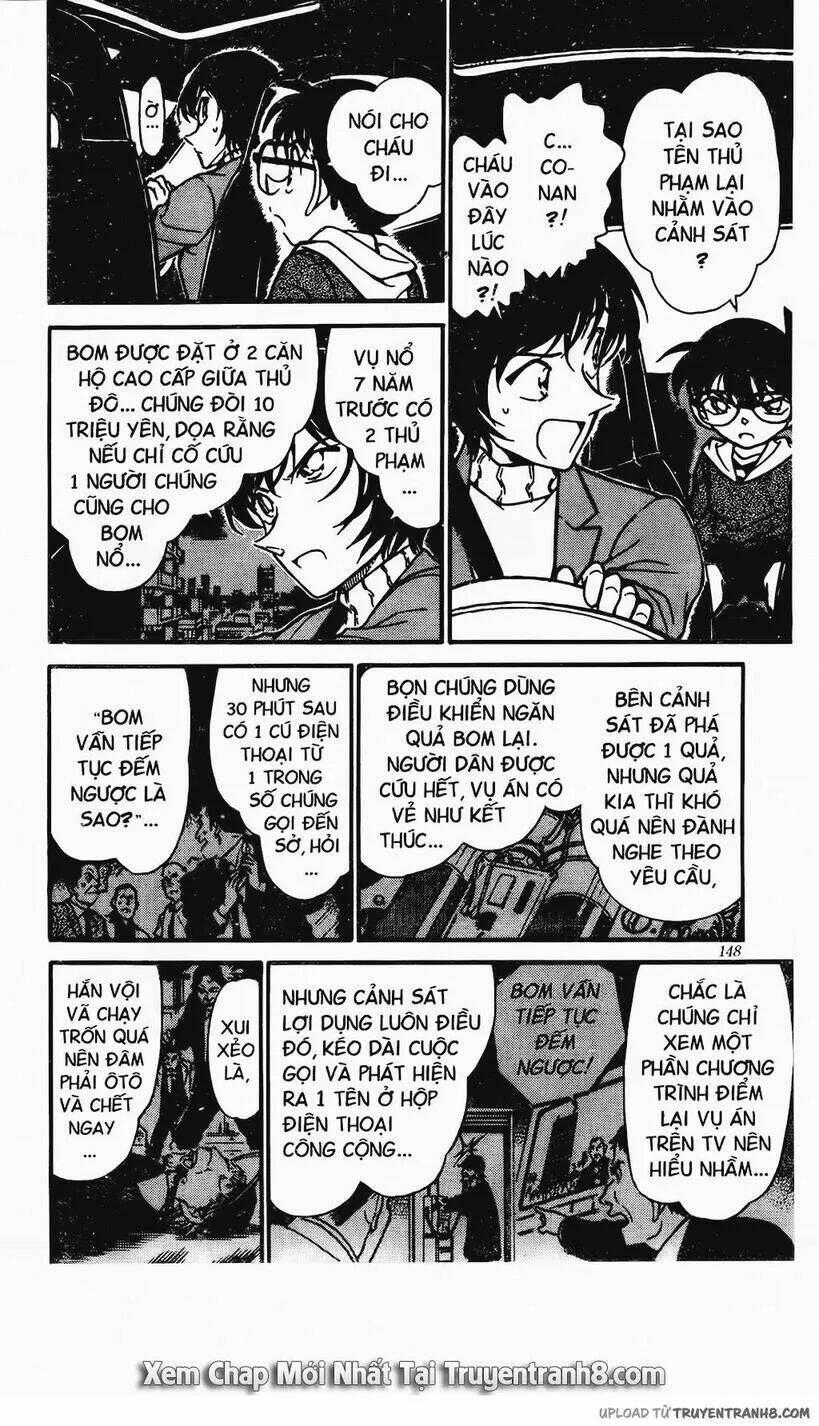 TẠI SAO
TÊN THỦ
PHẠM LẠI
NHẰM VÀO
CẢNH SÁT
?
C...
CO-
NAN
?!
CHÁU
VÀO
ĐÂY
LÚC
NÀO
?!
NÓI CHO
CHÁU
ĐI...
Ờ
...
VỤ NỔ
7 NĂM
TRƯỚC CÓ
2 THỦ
PHẠM
...
BOM ĐƯỢC ĐẶT Ở 2 CĂN
HỘ CAO CẤP GIỮA THỦ
ĐÔ... CHÚNG ĐÒI 10
TRIỆU YÊN, DỌA RẰNG
NẾU CHỈ CỐ CỨU
1 NGƯỜI CHÚNG
CŨNG CHO
BOM
NỔ...
BÊN CẢNH
SÁT ĐÃ PHÁ
ĐƯỢC 1 QUẢ,
NHƯNG QUẢ
KIA THÌ KHÓ
QUÁ NÊN ĐÀNH
NGHE THEO
YÊU CẦU,
BỌN CHÚNG DÙNG
ĐIỀU KHIỂN NGĂN
QUẢ BOM LẠI.
NGƯỜI DÂN ĐƯỢC
CỨU HẾT, VỤ ÁN CÓ
VẺ NHƯ KẾT
THÚC...
NHƯNG
30 PHÚT SAU
CÓ 1 CÚ ĐIỆN
THOẠI TỪ
1 TRONG
SỐ CHÚNG
GỌI ĐẾN
SỞ, HỎI
...
"BOM
VẪN TIẾP
TỤC ĐẾM
NGƯỢC LÀ
SAO?"...
148
CHẮC LÀ
CHÚNG CHỈ
XEM MỘT
PHẦN CHƯƠNG
TRÌNH ĐIỂM
LẠI VỤ ÁN
TRÊN TV NÊN
HIỂU NHẦM...
BOM VẪN
TIẾP TỤC
ĐẾM
NGƯỢC!
NHƯNG CẢNH SÁT
LỢI DỤNG LUÔN ĐIỀU
ĐÓ, KÉO DÀI CUỘC
GỌI VÀ PHÁT HIỆN
RA 1 TÊN Ở HỘP
ĐIỆN THOẠI
CÔNG CỘNG...
XUI
XẺO
LÀ,
HẮN VỘI
VÃ CHẠY
TRỐN QUÁ
NÊN ĐÂM
PHẢI ÔTÔ
VÀ CHẾT
NGAY
...
Xem Chap Mới Nhất Tại Truyentranh8.com
UPLOAD TỪ TRUYENTRANH8.COM